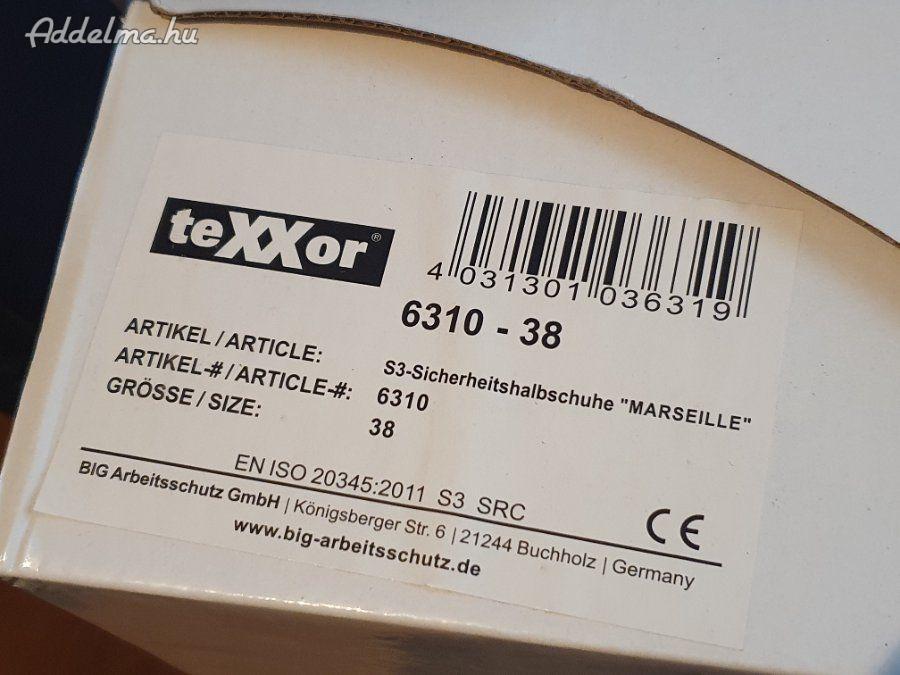 Addelma.hu
teXXor®
4 031301 036319
6310 - 38
ARTIKEL / ARTICLE: S3-Sicherheitshalbschuhe "MARSEILLE"
ARTIKEL-# / ARTICLE-#: 6310
GRÖSSE / SIZE: 38
EN ISO 20345:2011 S3 SRC
CE
BIG Arbeitsschutz GmbH | Königsberger Str. 6 | 21244 Buchholz | Germany
www.big-arbeitsschutz.de